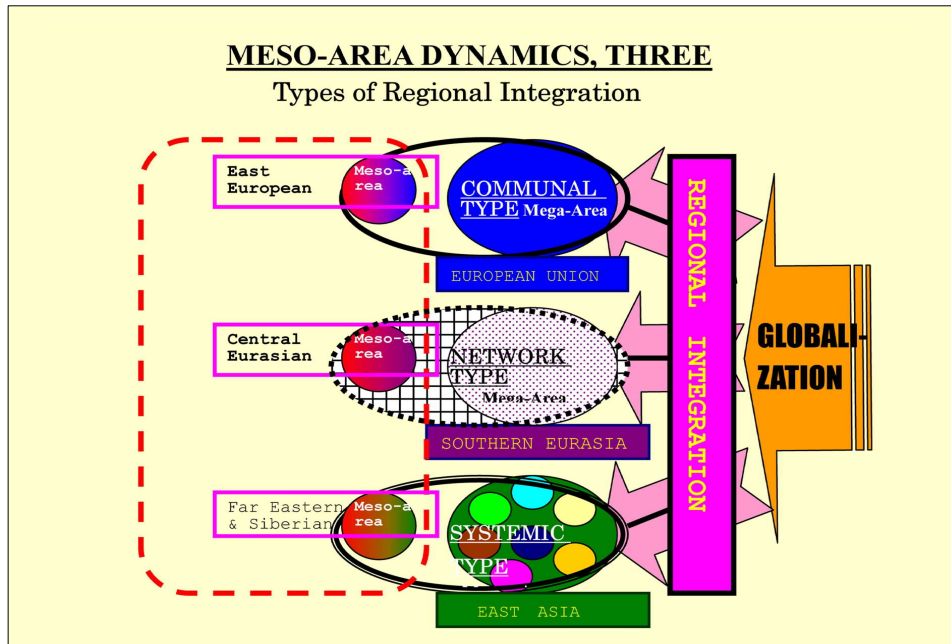 MESO-AREA DYNAMICS, THREE
Types of Regional Integration
East
European
Meso-a
rea
COMMUNAL
TYPE Mega-Area
EUROPEAN UNION
Central
Eurasian
Meso-a
rea
NETWORK
TYPE
Mega-Area
SOUTHERN EURASIA
Far Eastern
& Siberian
Meso-a
rea
SYSTEMIC
TYPE
EAST ASIA
REGIONAL INTEGRATION
GLOBALI-
ZATION